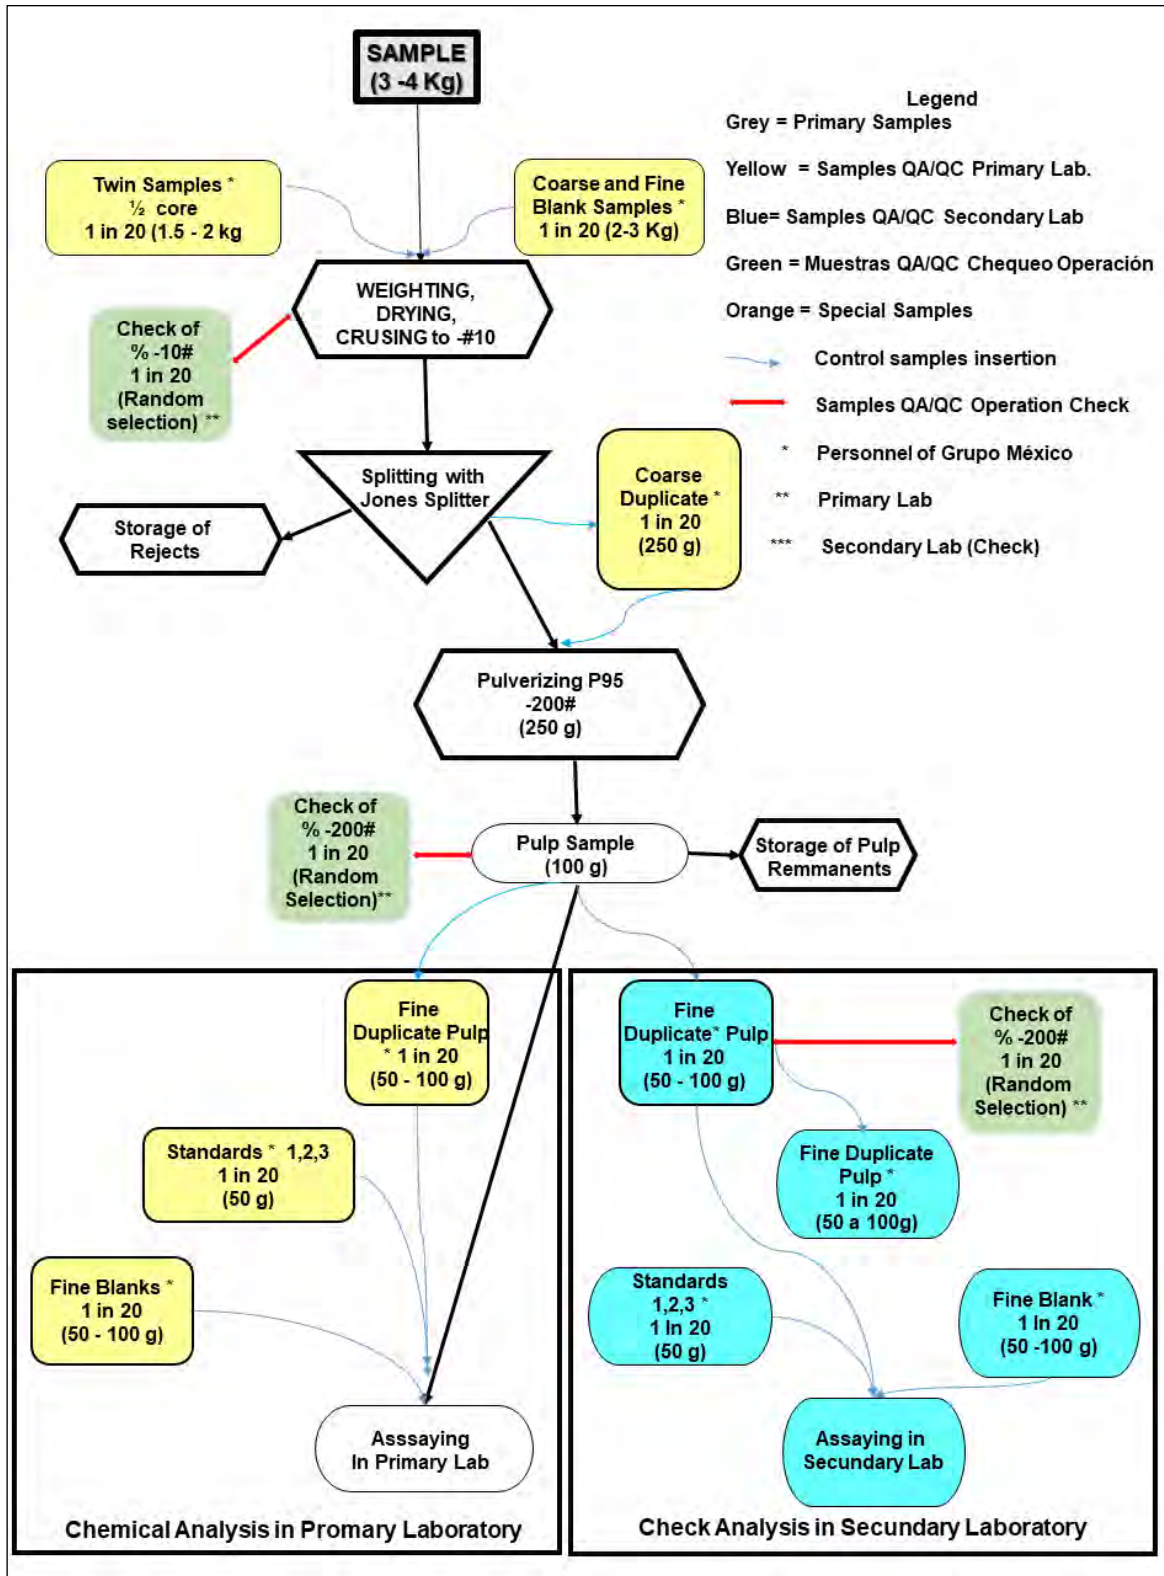 SAMPLE
(3 -4 Kg)
Legend
Grey = Primary Samples
Yellow = Samples QA/QC Primary Lab.
Blue= Samples QA/QC Secondary Lab
Green = Muestras QA/QC Chequeo Operación
Orange = Special Samples
Control samples insertion
Samples QA/QC Operation Check
* Personnel of Grupo México
** Primary Lab
*** Secondary Lab (Check)
Twin Samples *
½ core
1 in 20 (1.5 - 2 kg
Coarse and Fine
Blank Samples *
1 in 20 (2-3 Kg)
WEIGHTING,
DRYING,
CRUSING to -#10
Check of
% -10#
1 in 20
(Random
selection) **
Splitting with
Jones Splitter
Coarse
Duplicate *
1 in 20
(250 g)
Storage of
Rejects
Pulverizing P95
-200#
(250 g)
Check of
% -200#
1 in 20
(Random
Selection)**
Pulp Sample
(100 g)
Storage of Pulp
Remmanents
Fine
Duplicate Pulp
* 1 in 20
(50 - 100 g)
Standards * 1,2,3
1 in 20
(50 g)
Fine Blanks *
1 in 20
(50 - 100 g)
Asssaying
In Primary Lab
Chemical Analysis in Promary Laboratory
Fine
Duplicate* Pulp
1 in 20
(50 - 100 g)
Check of
% -200#
1 in 20
(Random
Selection) **
Fine Duplicate
Pulp *
1 in 20
(50 a 100g)
Standards
1,2,3 *
1 In 20
(50 g)
Fine Blank *
1 In 20
(50 -100 g)
Assaying in
Secundary Lab
Check Analysis in Secundary Laboratory